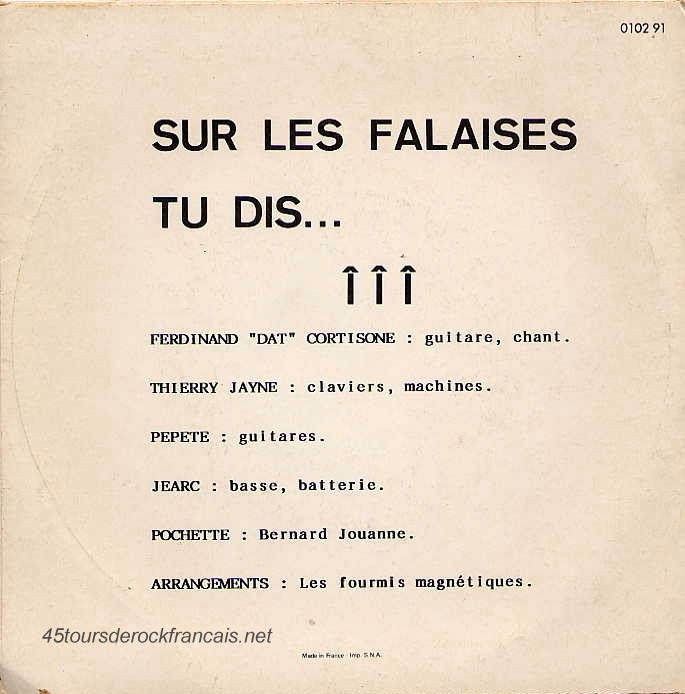 0102 91
SUR LES FALAISES
TU DIS...
Î Î Î
FERDINAND "DAT" CORTISONE : guitare, chant.
THIERRY JAYNE : claviers, machines.
PEPETE : guitares.
JEARC : basse, batterie.
POCHETTE : Bernard Jouanne.
ARRANGEMENTS : Les fourmis magnétiques.
45toursderockfrancais.net
Made in France - Imp. S.N.A.